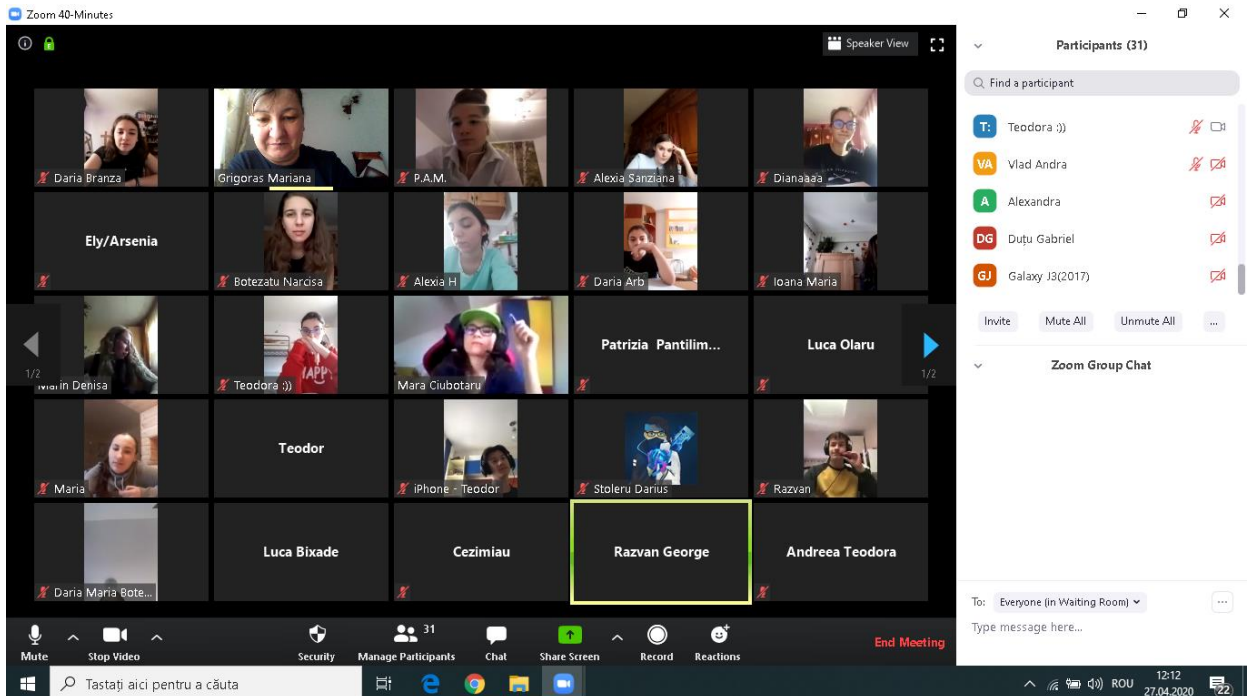 Zoom 40-Minutes
Speaker View
Daria Branza
Grigoras Mariana
P.A.M.
Alexia Sanziana
Dianaaaa
Ely/Arsenia
Botezatu Narcisa
Alexia H
Daria Arb
Ioana Maria
1/2
Marin Denisa
Teodora :))
HAPP
Mara Ciubotaru
Patrizia Pantilim...
Luca Olaru
1/2
Maria
Teodor
iPhone - Teodor
Stoleru Darius
Razvan
Daria Maria Bote...
Luca Bixade
Cezimiau
Razvan George
Andreea Teodora
Mute
Stop Video
Security
31
Manage Participants
Chat
Share Screen
Record
Reactions
End Meeting
Participants (31)
Find a participant
T: Teodora :))
VA Vlad Andra
A Alexandra
DG Duțu Gabriel
GJ Galaxy J3(2017)
Invite Mute All Unmute All ...
Zoom Group Chat
To: Everyone (in Waiting Room)
Type message here...
Tastați aici pentru a căuta
ROU
12:12
27.04.2020
22